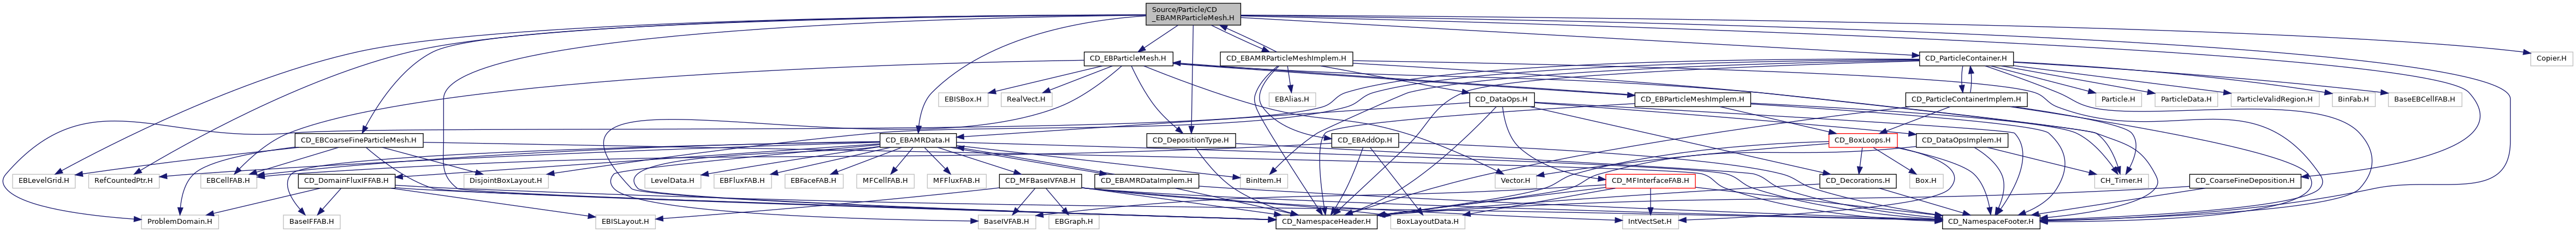 Source/Particle/CD
_EBAMRParticleMesh.H
CD_EBParticleMesh.H
CD_EBAMRParticleMeshImplem.H
CD_ParticleContainer.H
Copier.H
EBISBox.H
RealVect.H
EBAlias.H
CD_DataOps.H
CD_EBParticleMeshImplem.H
CD_ParticleContainerImplem.H
Particle.H
ParticleData.H
ParticleValidRegion.H
BinFab.H
BaseEBCellFAB.H
CD_EBCoarseFineParticleMesh.H
CD_EBAMRData.H
CD_DepositionType.H
CD_EBAddOp.H
CD_BoxLoops.H
CD_DataOpsImplem.H
EBLevelGrid.H
RefCountedPtr.H
EBCellFAB.H
CD_DomainFluxIFFAB.H
DisjointBoxLayout.H
LevelData.H
EBFluxFAB.H
EBFaceFAB.H
MFCellFAB.H
MFFluxFAB.H
CD_MFBaseIVFAB.H
CD_EBAMRDataImplem.H
BinItem.H
Vector.H
CD_MFInterfaceFAB.H
CD_Decorations.H
Box.H
CH_Timer.H
CD_CoarseFineDeposition.H
ProblemDomain.H
BaseIFFAB.H
EBISLayout.H
BaseIVFAB.H
EBGraph.H
CD_NamespaceHeader.H
BoxLayoutData.H
IntVectSet.H
CD_NamespaceFooter.H